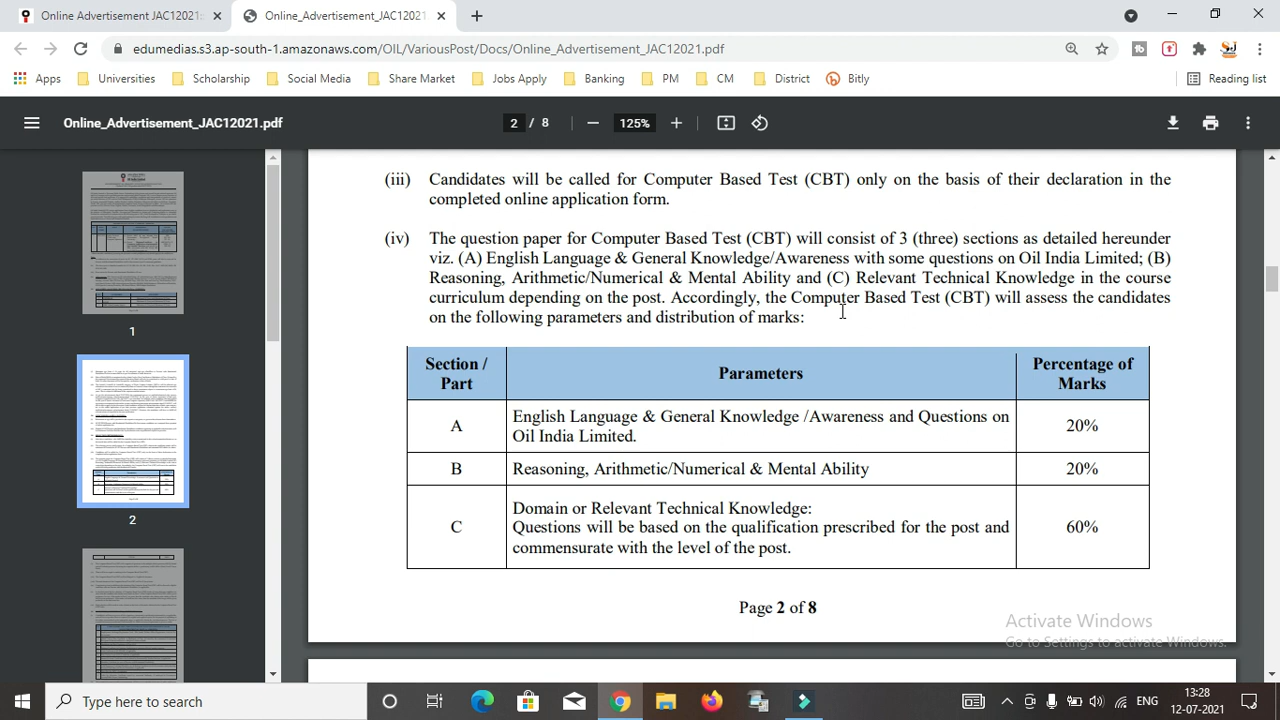 Online Advertisement JAC12021:
Online_Advertisement_JAC12021
edumedias.s3.ap-south-1.amazonaws.com/OIL/VariousPost/Docs/Online_Advertisement_JAC12021.pdf
Apps Universities Scholarship Social Media Share Market Jobs Apply Banking PM CM District Bitly Reading list
Online_Advertisement_JAC12021.pdf
2 / 8 125%
1
2
(iii) Candidates will be called for Computer Based Test (CBT) only on the basis of their declaration in the
completed online application form.
(iv) The question paper for Computer Based Test (CBT) will consist of 3 (three) sections as detailed hereunder
viz. (A) English Language & General Knowledge/Awareness with some questions on Oil India Limited; (B)
Reasoning, Arithmetic/Numerical & Mental Ability and (C) Relevant Technical Knowledge in the course
curriculum depending on the post. Accordingly, the Computer Based Test (CBT) will assess the candidates
on the following parameters and distribution of marks:
Section /
Part
Parameters
Percentage of
Marks
A
English Language & General Knowledge /Awareness and Questions on
Oil India Limited.
20%
B Reasoning, Arithmetic/Numerical & Mental Ability 20%
C
Domain or Relevant Technical Knowledge:
Questions will be based on the qualification prescribed for the post and
commensurate with the level of the post.
60%
Page 2 of 8
Activate Windows
Go to Settings to activate Windows.
Type here to search
ENG
13:28
12-07-2021